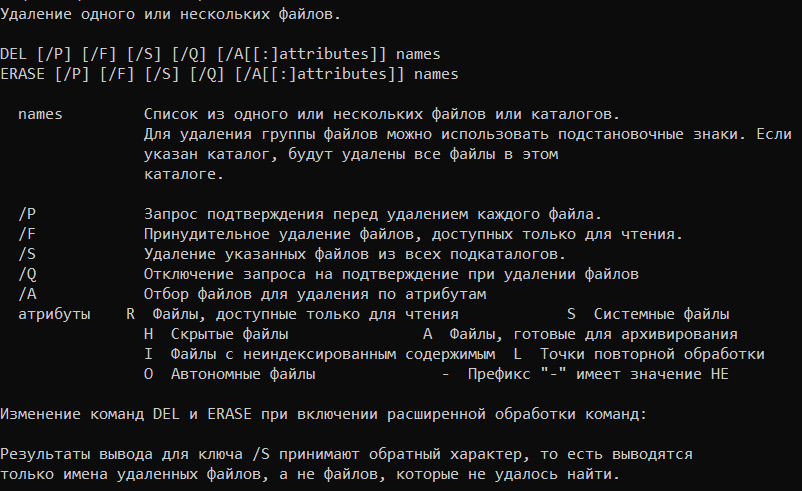 Удаление одного или нескольких файлов.

DEL [/P] [/F] [/S] [/Q] [/A[[:]attributes]] names
ERASE [/P] [/F] [/S] [/Q] [/A[[:]attributes]] names

  names         Список из одного или нескольких файлов или каталогов.
                Для удаления группы файлов можно использовать подстановочные знаки. Если
                указан каталог, будут удалены все файлы в этом
                каталоге.

  /P            Запрос подтверждения перед удалением каждого файла.
  /F            Принудительное удаление файлов, доступных только для чтения.
  /S            Удаление указанных файлов из всех подкаталогов.
  /Q            Отключение запроса на подтверждение при удалении файлов
  /A            Отбор файлов для удаления по атрибутам
  атрибуты    R  Файлы, доступные только для чтения            S  Системные файлы
                H  Скрытые файлы               A  Файлы, готовые для архивирования
                I  Файлы с неиндексированным содержимым  L  Точки повторной обработки
                O  Автономные файлы              -  Префикс "-" имеет значение НЕ

Изменение команд DEL и ERASE при включении расширенной обработки команд:

Результаты вывода для ключа /S принимают обратный характер, то есть выводятся
только имена удаленных файлов, а не файлов, которые не удалось найти.